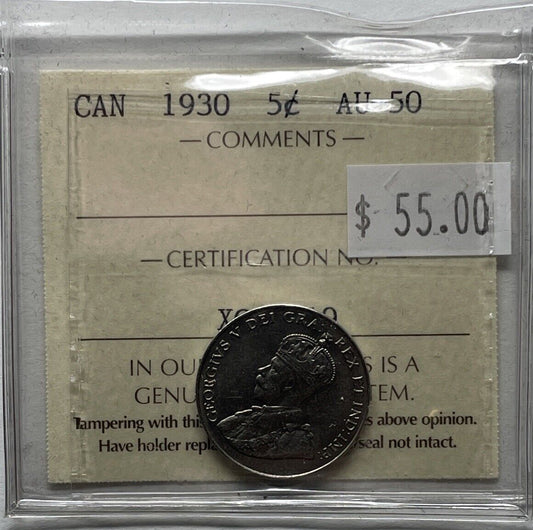 CAN 1930 5¢ AU-50
— COMMENTS —
$ 55.00
— CERTIFICATION NO.
IN OU S IS A
GENU TEM.
Tampering with this s above opinion.
Have holder repla seal not intact.
GEORGIVS V DEI GRA: REX ET IND:IMP: